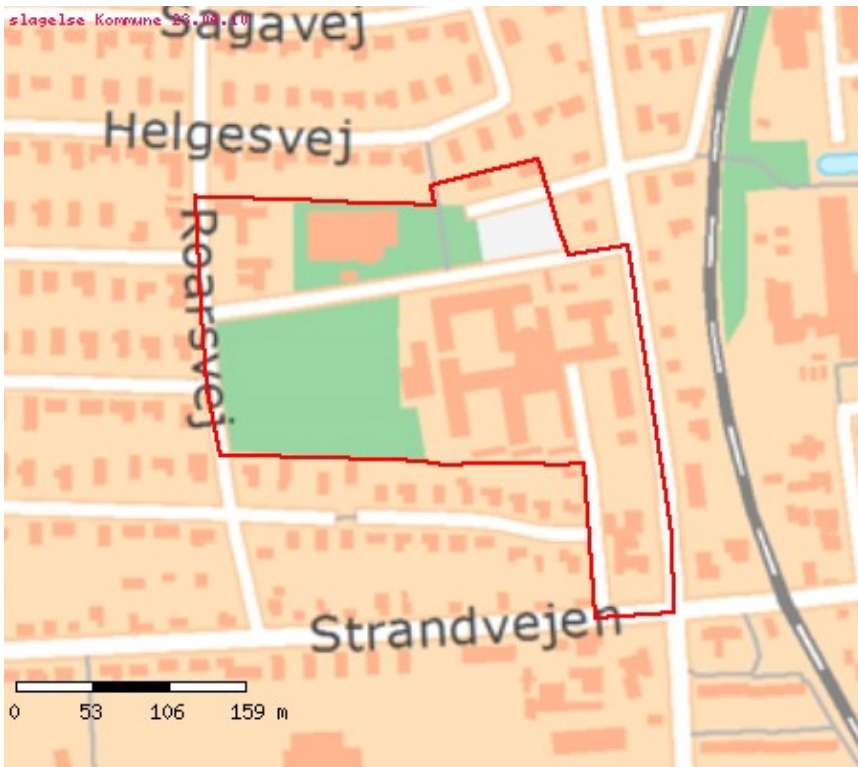 slagelse Kommune
Sagavej
Helgesvej
Roarsvej
Strandvejen
0 53 106 159 m